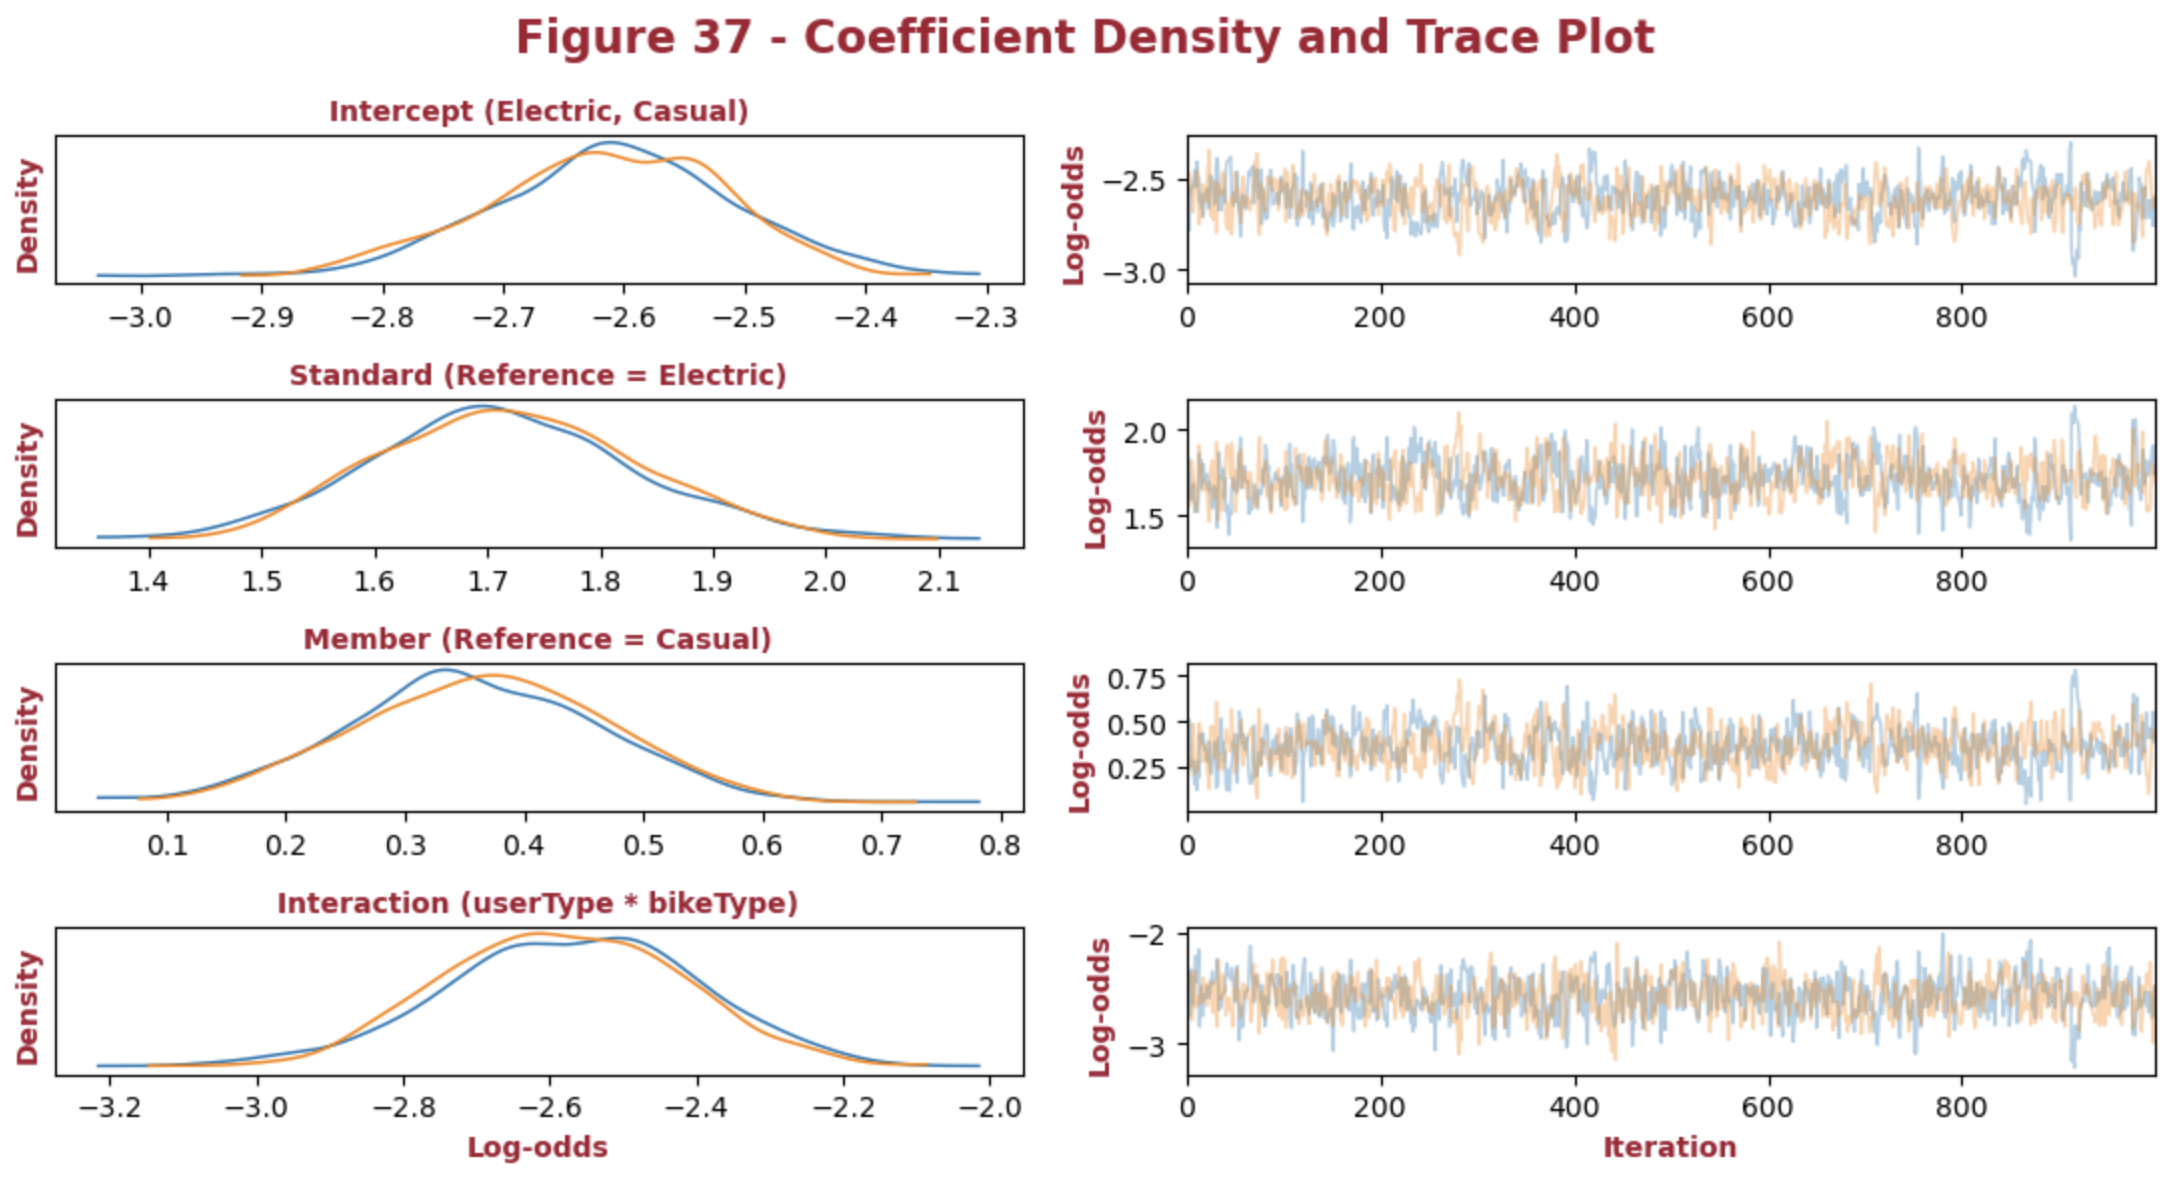 Figure 37 - Coefficient Density and Trace Plot
Intercept (Electric, Casual)
Density
−3.0 −2.9 −2.8 −2.7 −2.6 −2.5 −2.4 −2.3
Log-odds
−2.5
−3.0
0 200 400 600 800
Standard (Reference = Electric)
Density
1.4 1.5 1.6 1.7 1.8 1.9 2.0 2.1
Log-odds
2.0
1.5
0 200 400 600 800
Member (Reference = Casual)
Density
0.1 0.2 0.3 0.4 0.5 0.6 0.7 0.8
Log-odds
0.75
0.50
0.25
0 200 400 600 800
Interaction (userType * bikeType)
Density
−3.2 −3.0 −2.8 −2.6 −2.4 −2.2 −2.0
Log-odds
Log-odds
−2
−3
0 200 400 600 800
Iteration